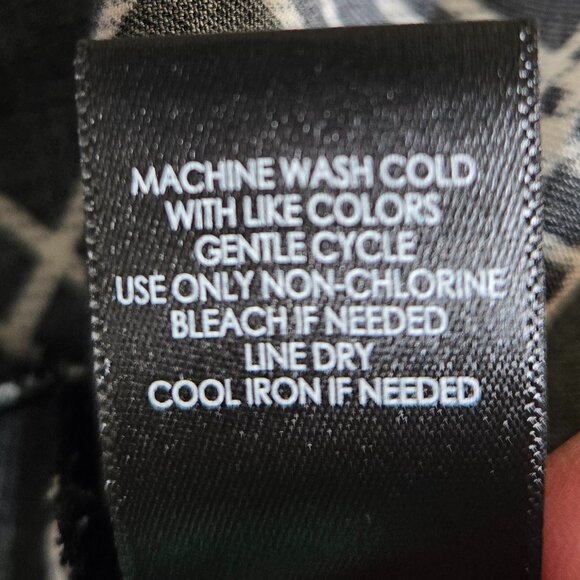 MACHINE WASH COLD
WITH LIKE COLORS
GENTLE CYCLE
USE ONLY NON-CHLORINE
BLEACH IF NEEDED
LINE DRY
COOL IRON IF NEEDED